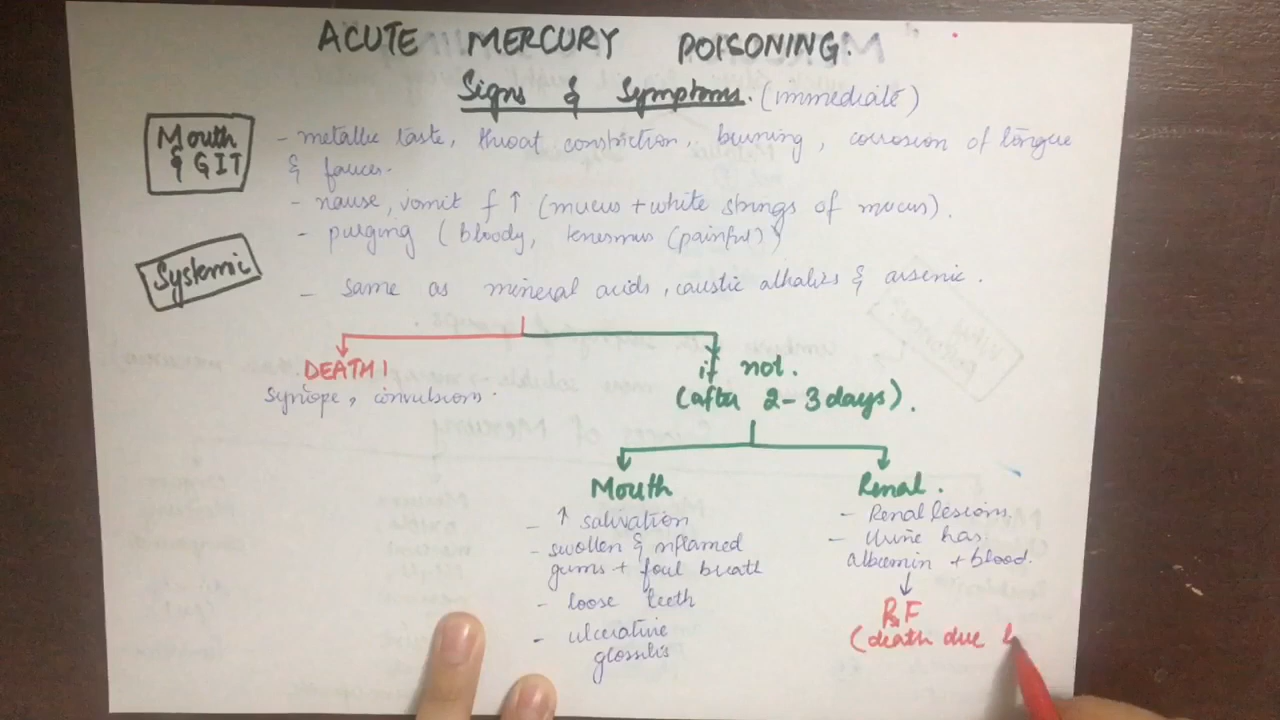 ACUTE MERCURY POISONING.
Signs & Symptoms. (immediate)
Mouth
& GIT
- metallic taste, throat constriction, burning, corrosion of tongue
& fauces.
- nause, vomit f ↑ (mucus + white strings of mucus).
- purging (bloody, tenesmus (painful))
Systemic
- same as mineral acids, caustic alkalies & arsenic.
DEATH!
syncope, convulsions.
if not.
(after 2-3 days).
Mouth
- ↑ salivation
- swollen & inflamed
gums + foul breath
- loose teeth
- ulcerative
glossitis
Renal.
- Renal lesions.
- Urine has
albumin + blood.
↓
RF
(death due